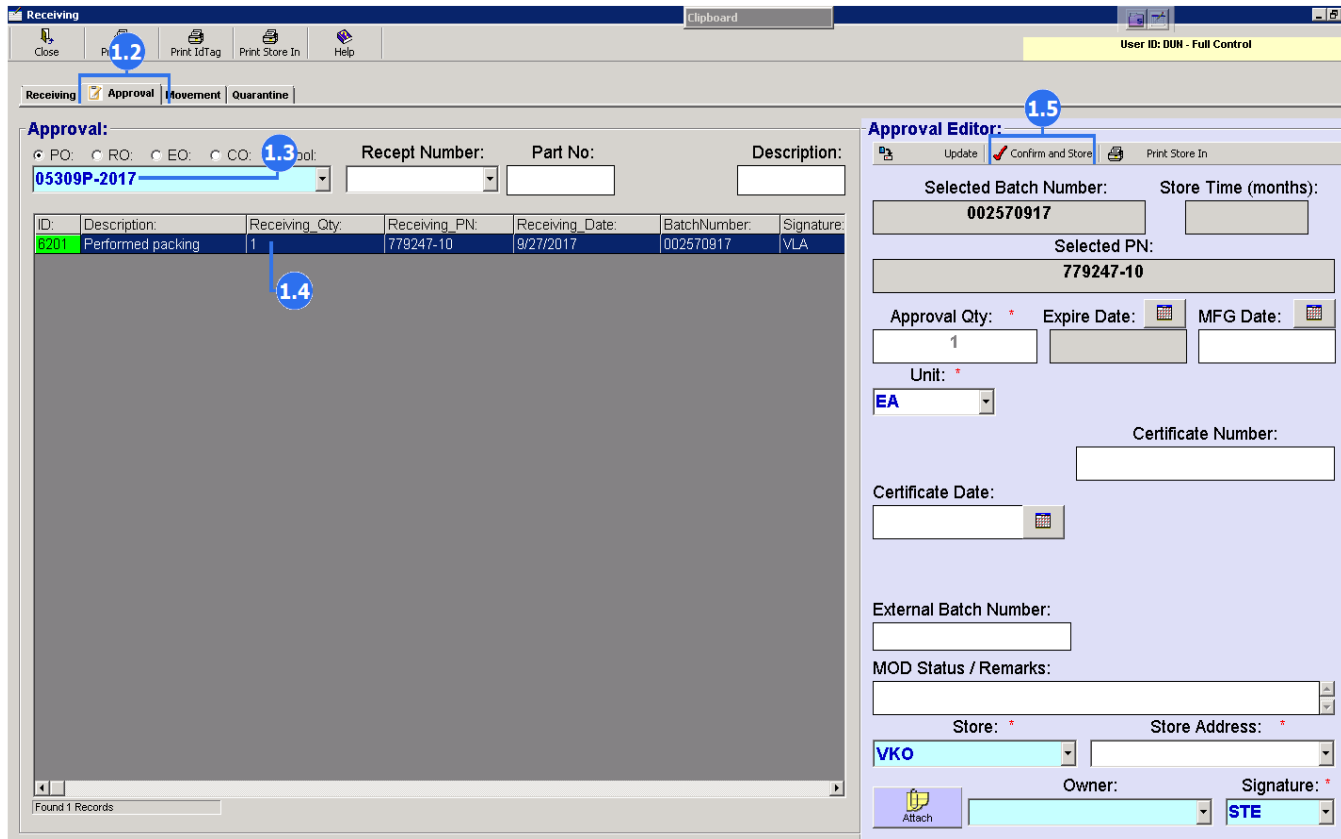 Receiving
Clipboard
Close
Print IdTag
Print Store In
Help
1.2
User ID: DUN - Full Control
Receiving
Approval
Movement
Quarantine
1.5
Approval:
PO:
RO:
EO:
CO:
1.3
Recept Number:
Part No:
Description:
05309P-2017
ID:
Description:
Receiving_Qty:
Receiving_PN:
Receiving_Date:
BatchNumber:
Signature:
6201
Performed packing
1
779247-10
9/27/2017
002570917
VLA
1.4
Found 1 Records
Approval Editor:
Update
Confirm and Store
Print Store In
Selected Batch Number:
Store Time (months):
002570917
Selected PN:
779247-10
Approval Qty: *
Expire Date:
MFG Date:
1
Unit: *
EA
Certificate Number:
Certificate Date:
External Batch Number:
MOD Status / Remarks:
Store: *
Store Address: *
VKO
Attach
Owner:
Signature: *
STE